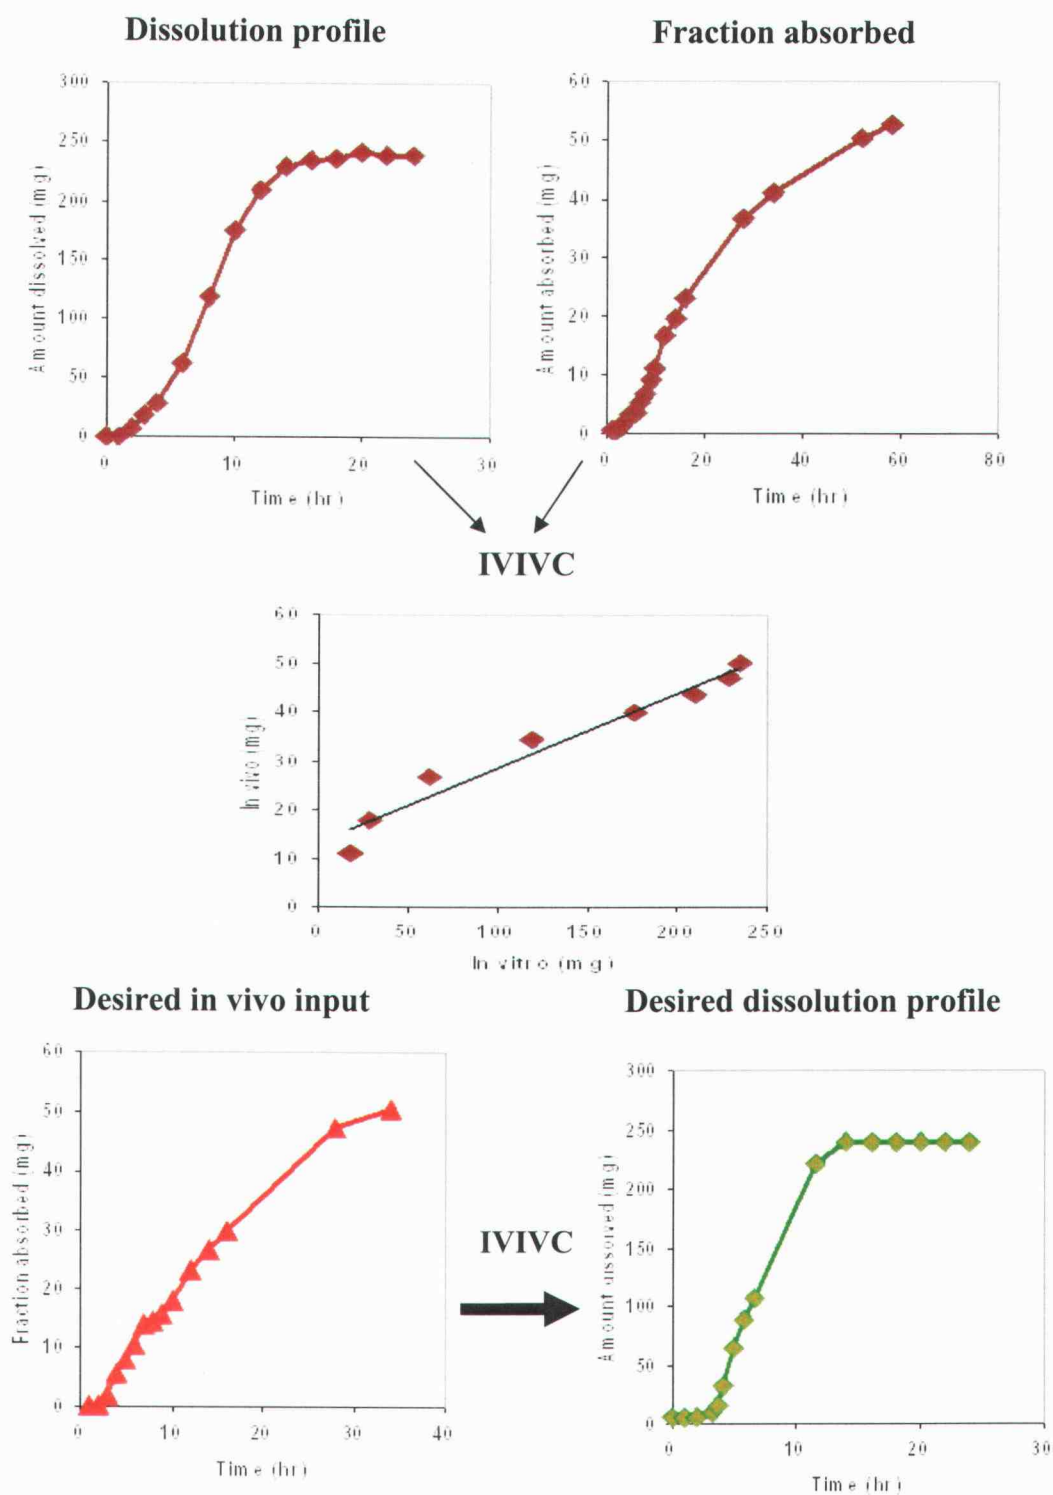 Dissolution profile
Amount dissolved (mg)
300
250
200
150
100
50
0
0 10 20 30
Time (hr)
Fraction absorbed
Amount absorbed (mg)
60
50
40
30
20
10
0
0 20 40 60 80
Time (hr)
IVIVC
In vivo (mg)
60
50
40
30
20
10
0
0 50 100 150 200 250
In vitro (mg)
Desired in vivo input
Fraction absorbed (mg)
60
50
40
30
20
10
0
0 10 20 30 40
Time (hr)
IVIVC
Desired dissolution profile
Amount dissolved (mg)
300
250
200
150
100
50
0
0 10 20 30
Time (hr)